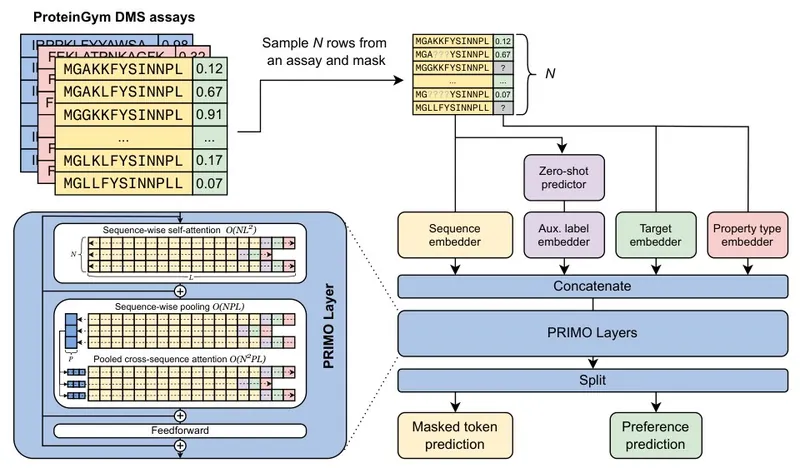 ProteinGym DMS assays
MGAKKFYSINNPL 0.12
MGAKLFYSINNPL 0.67
MGGKKFYSINNPL 0.91
... ...
MGLKLFYSINNPL 0.17
MGLLFYSINNPLL 0.07
Sample N rows from
an assay and mask
MGAKKFYSINNPL 0.12
MGA???YSINNPL 0.67
MGGKKFYSINNPL ?
... ...
MG????YSINNPL 0.07
MGLLFYSINNPLL ?
N
Zero-shot
predictor
Sequence
embedder
Aux. label
embedder
Target
embedder
Property type
embedder
Concatenate
PRIMO Layers
Split
Masked token
prediction
Preference
prediction
PRIMO Layer
Sequence-wise self-attention O(NL²)
N
L
Sequence-wise pooling O(NPL)
P
Pooled cross-sequence attention O(N²PL)
Feedforward